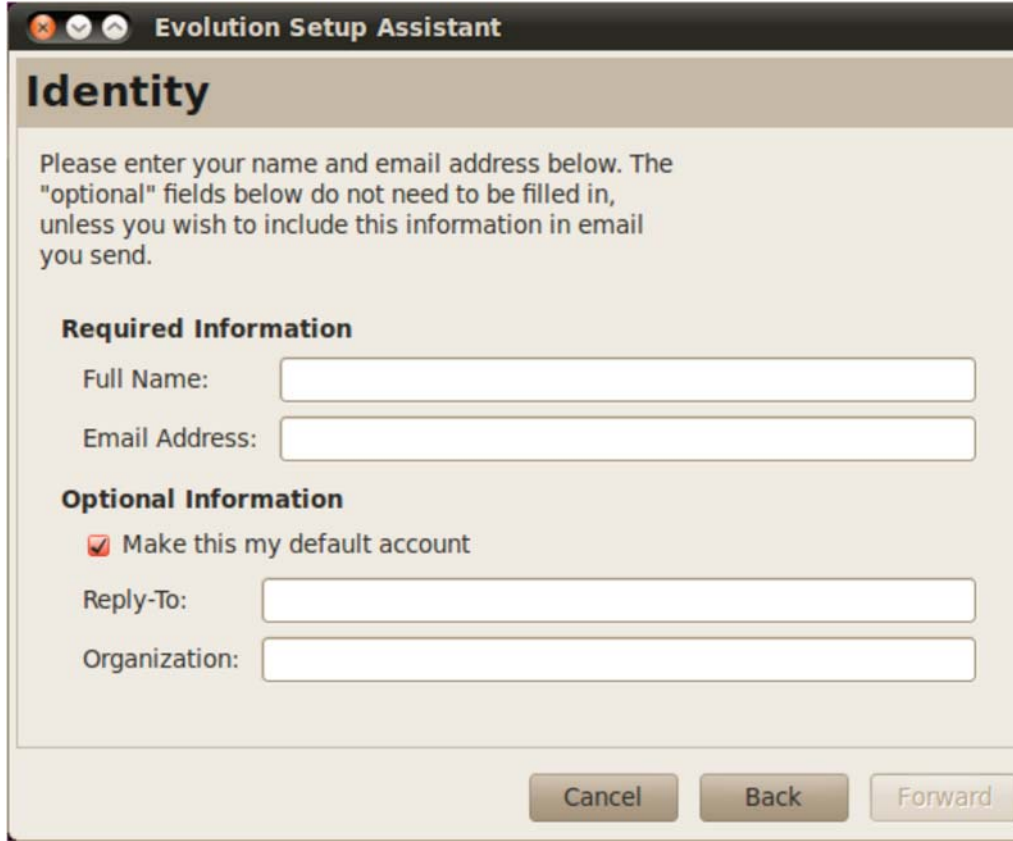 Evolution Setup Assistant
Identity
Please enter your name and email address below. The
"optional" fields below do not need to be filled in,
unless you wish to include this information in email
you send.
Required Information
Full Name:
Email Address:
Optional Information
Make this my default account
Reply-To:
Organization:
Cancel Back Forward